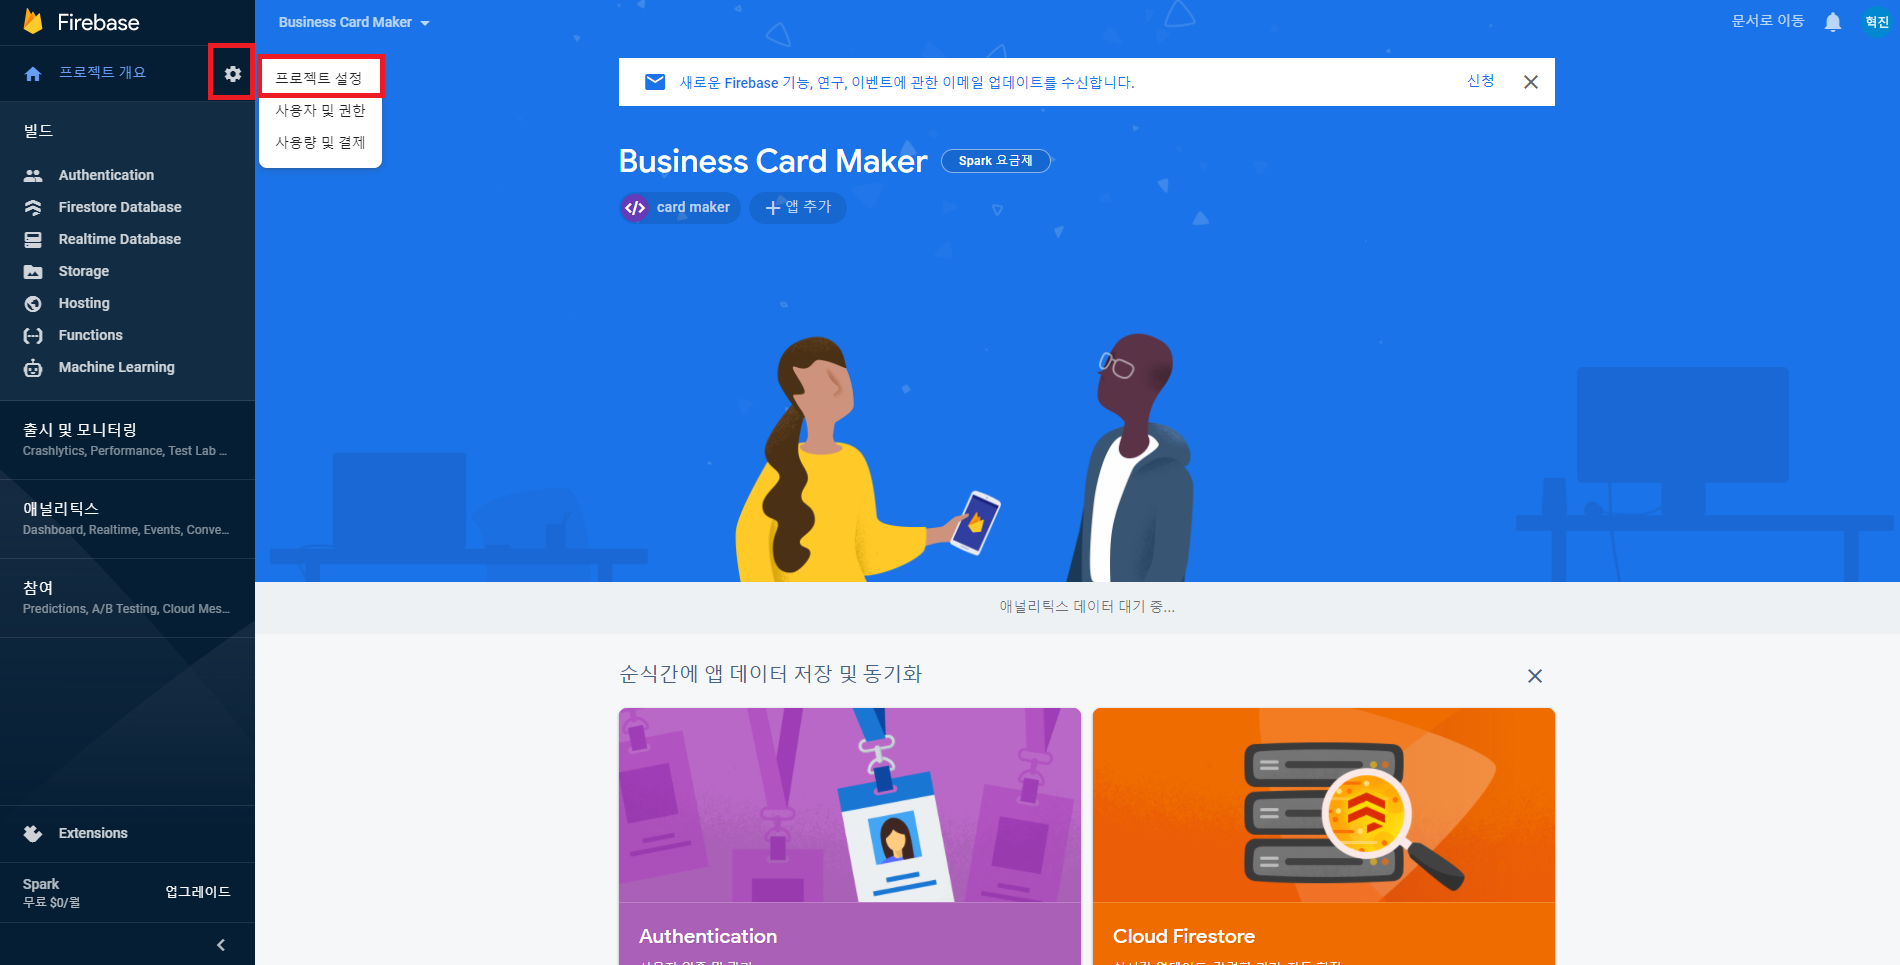 Firebase
Business Card Maker
문서로 이동
혁진
프로젝트 개요
프로젝트 설정
사용자 및 권한
사용량 및 결제
새로운 Firebase 기능, 연구, 이벤트에 관한 이메일 업데이트를 수신합니다.
신청
빌드
Authentication
Firestore Database
Realtime Database
Storage
Hosting
Functions
Machine Learning
출시 및 모니터링
Crashlytics, Performance, Test Lab ...
애널리틱스
Dashboard, Realtime, Events, Conve...
참여
Predictions, A/B Testing, Cloud Mes...
Extensions
Spark
무료 $0/월
업그레이드
Business Card Maker
Spark 요금제
card maker
앱 추가
애널리틱스 데이터 대기 중...
순식간에 앱 데이터 저장 및 동기화
Authentication
Cloud Firestore